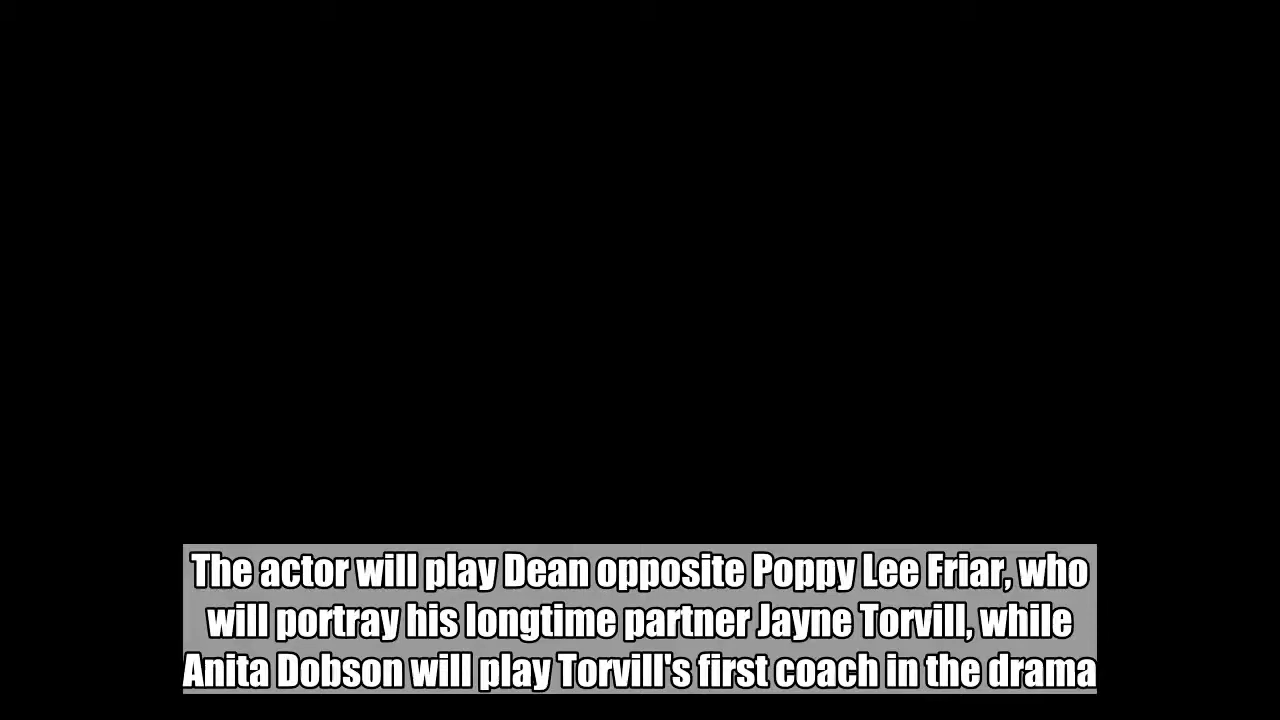 The actor will play Dean opposite Poppy Lee Friar, who
will portray his longtime partner Jayne Torvill, while
Anita Dobson will play Torvill's first coach in the drama